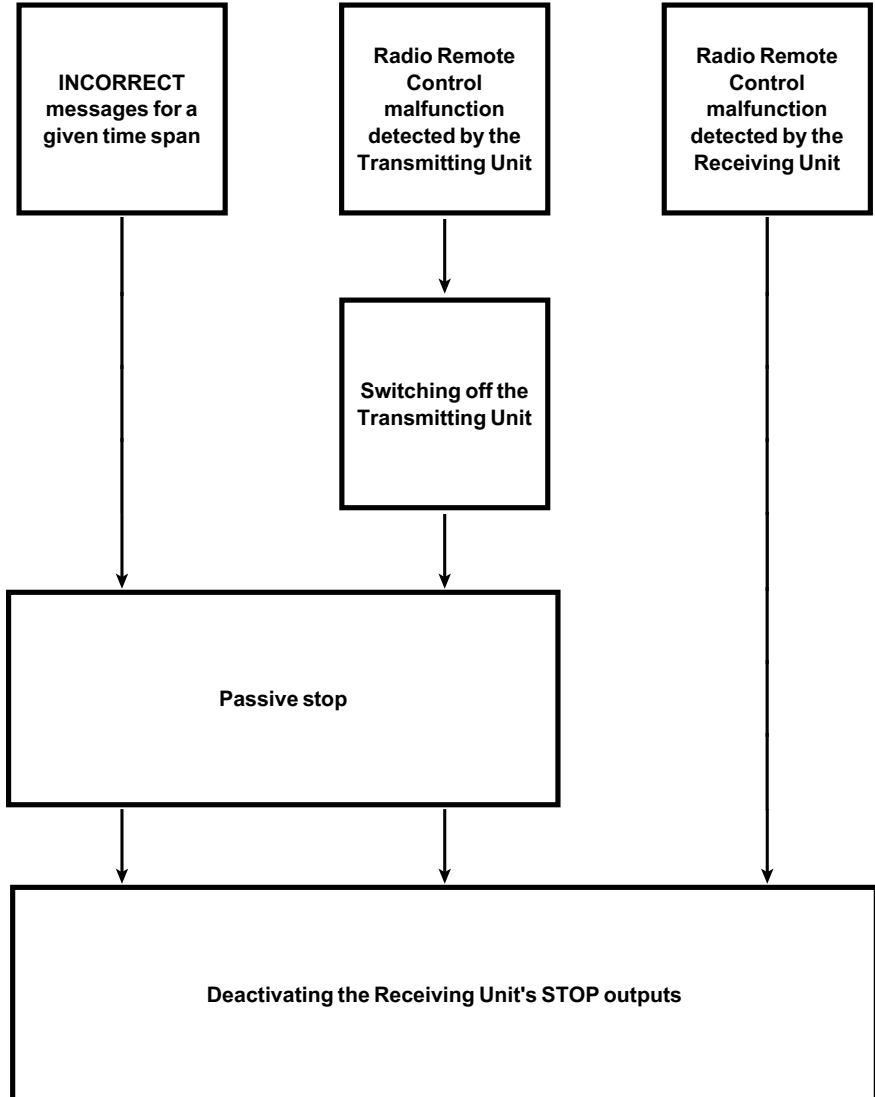 INCORRECT
messages for a
given time span
Radio Remote
Control
malfunction
detected by the
Transmitting Unit
Radio Remote
Control
malfunction
detected by the
Receiving Unit
Switching off the
Transmitting Unit
Passive stop
Deactivating the Receiving Unit's STOP outputs